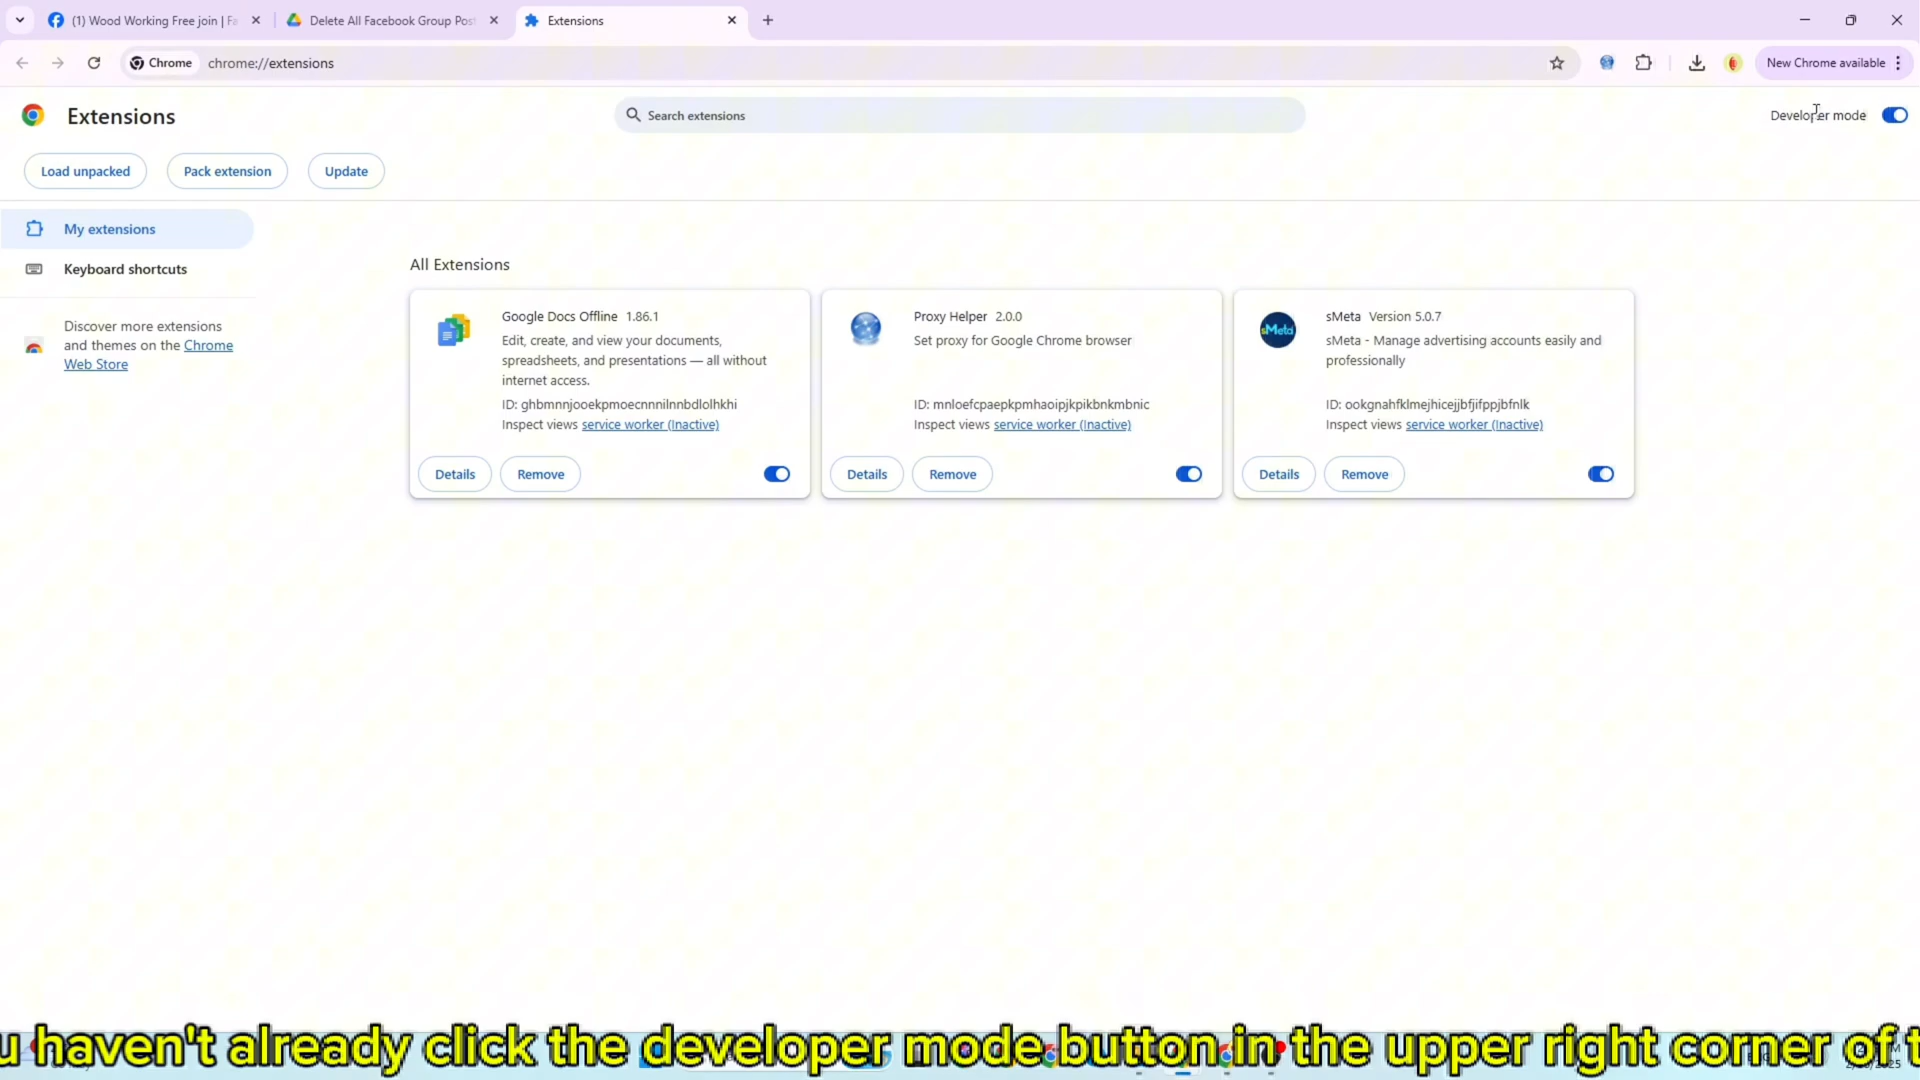 (1) Wood Working Free join | Fa
Delete All Facebook Group Pos
Extensions
Chrome
chrome://extensions
New Chrome available
Extensions
Search extensions
Developer mode
Load unpacked
Pack extension
Update
My extensions
Keyboard shortcuts
Discover more extensions
and themes on the Chrome
Web Store
All Extensions
Google Docs Offline 1.86.1
Edit, create, and view your documents,
spreadsheets, and presentations — all without
internet access.
ID: ghbmnnjooekpmoecnnnilnnbdlolhkhi
Inspect views service worker (Inactive)
Details
Remove
Proxy Helper 2.0.0
Set proxy for Google Chrome browser
ID: mnloefcpaepkpmhaoipjkpikbnkmbnic
Inspect views service worker (Inactive)
Details
Remove
sMeta
sMeta Version 5.0.7
sMeta - Manage advertising accounts easily and
professionally
ID: ookgnahfklmejhicejjbfjifppjbfnlk
Inspect views service worker (Inactive)
Details
Remove
u haven't already click the developer mode button in the upper right corner of t